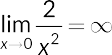 lim x→0 2/x² = ∞